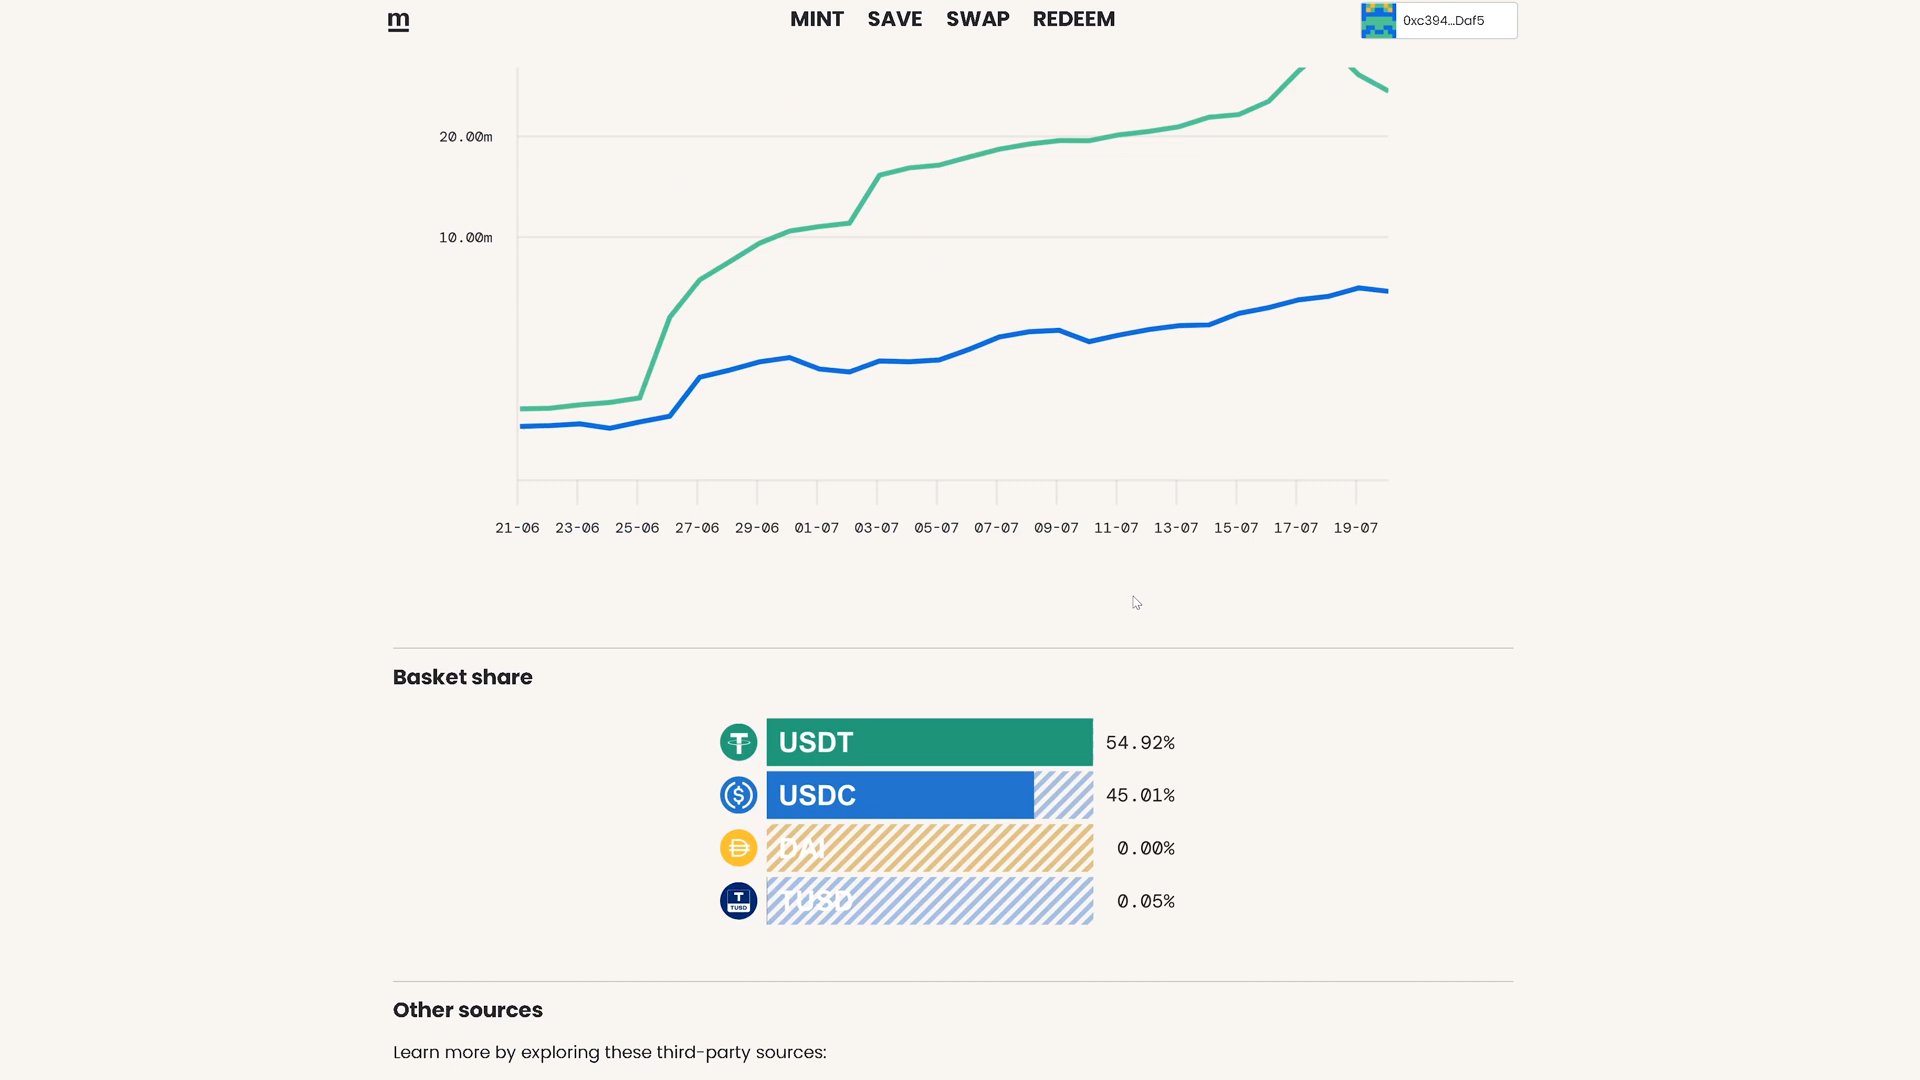 m
MINT SAVE SWAP REDEEM
0xc394...Daf5
20.00m
10.00m
21-06 23-06 25-06 27-06 29-06 01-07 03-07 05-07 07-07 09-07 11-07 13-07 15-07 17-07 19-07
Basket share
USDT 54.92%
USDC 45.01%
DAI 0.00%
TUSD 0.05%
Other sources
Learn more by exploring these third-party sources: